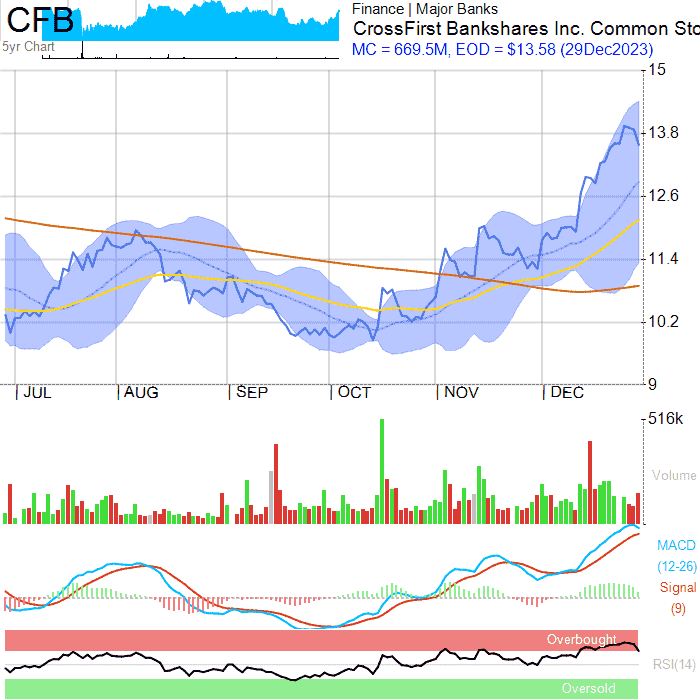 CFB
5yr Chart
Finance | Major Banks
CrossFirst Bankshares Inc. Common Sto
MC = 669.5M, EOD = $13.58 (29Dec2023)
15
13.8
12.6
11.4
10.2
9
| JUL | AUG | SEP | OCT | NOV | DEC
516k
Volume
MACD
(12-26)
Signal
(9)
Overbought
RSI(14)
Oversold